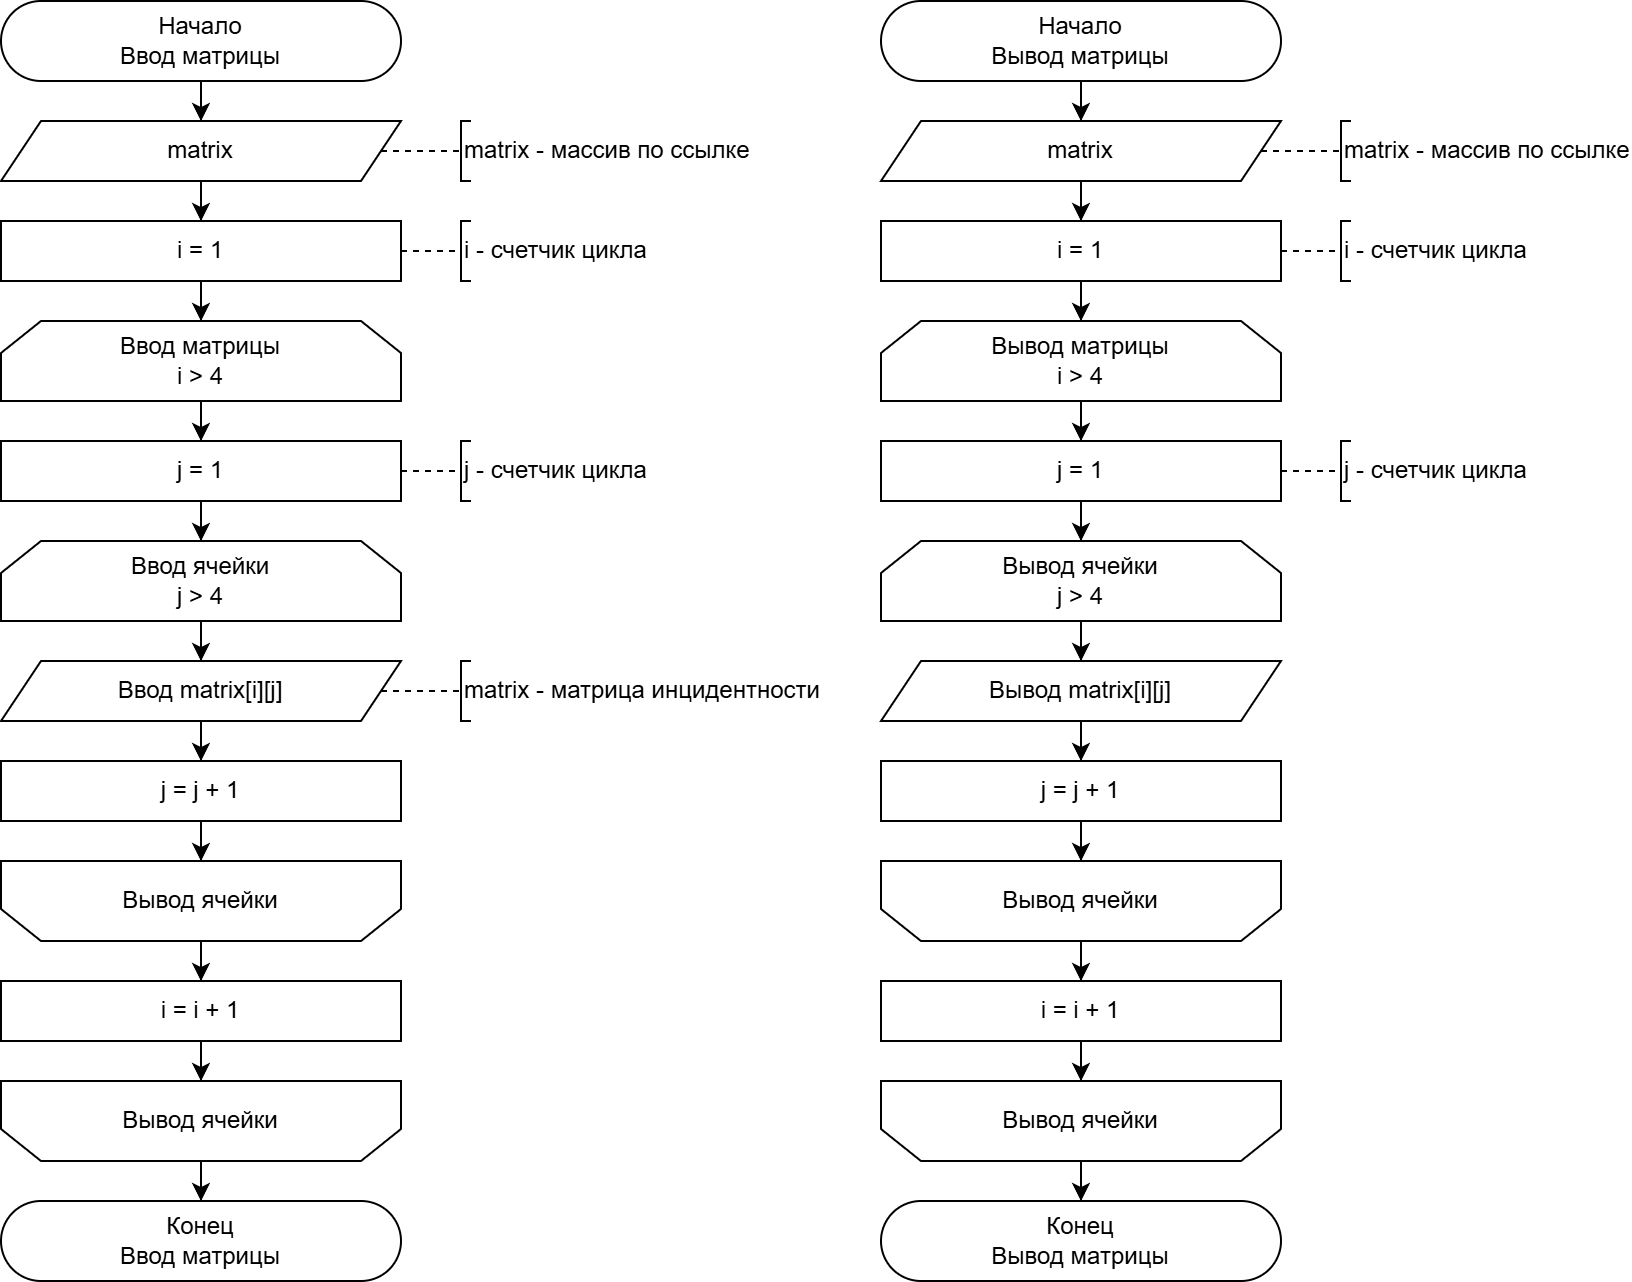 Начало
Ввод матрицы
matrix
matrix - массив по ссылке
i = 1
i - счетчик цикла
Ввод матрицы
i > 4
j = 1
j - счетчик цикла
Ввод ячейки
j > 4
Ввод matrix[i][j]
matrix - матрица инцидентности
j = j + 1
Вывод ячейки
i = i + 1
Вывод ячейки
Конец
Ввод матрицы
Начало
Вывод матрицы
matrix
matrix - массив по ссылке
i = 1
i - счетчик цикла
Вывод матрицы
i > 4
j = 1
j - счетчик цикла
Вывод ячейки
j > 4
Вывод matrix[i][j]
j = j + 1
Вывод ячейки
i = i + 1
Вывод ячейки
Конец
Вывод матрицы